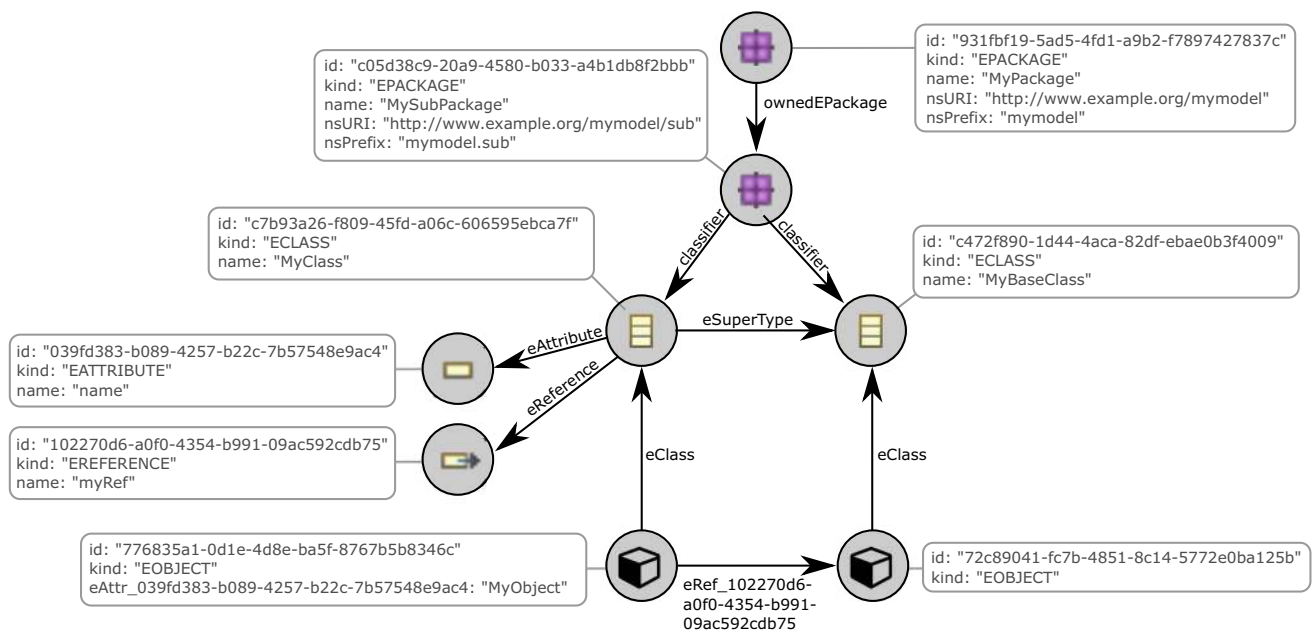 id: "931fbf19-5ad5-4fd1-a9b2-f7897427837c"
kind: "EPACKAGE"
name: "MyPackage"
nsURI: "http://www.example.org/mymodel"
nsPrefix: "mymodel"
id: "c05d38c9-20a9-4580-b033-a4b1db8f2bbb"
kind: "EPACKAGE"
name: "MySubPackage"
nsURI: "http://www.example.org/mymodel/sub"
nsPrefix: "mymodel.sub"
ownedEPackage
id: "c7b93a26-f809-45fd-a06c-606595ebca7f"
kind: "ECLASS"
name: "MyClass"
classifier
classifier
id: "c472f890-1d44-4aca-82df-ebae0b3f4009"
kind: "ECLASS"
name: "MyBaseClass"
eSuperType
eAttribute
eReference
id: "039fd383-b089-4257-b22c-7b57548e9ac4"
kind: "EATTRIBUTE"
name: "name"
id: "102270d6-a0f0-4354-b991-09ac592cdb75"
kind: "EREFERENCE"
name: "myRef"
eClass
eClass
id: "776835a1-0d1e-4d8e-ba5f-8767b5b8346c"
kind: "EOBJECT"
eAttr_039fd383-b089-4257-b22c-7b57548e9ac4: "MyObject"
eRef_102270d6-
a0f0-4354-b991-
09ac592cdb75
id: "72c89041-fc7b-4851-8c14-5772e0ba125b"
kind: "EOBJECT"